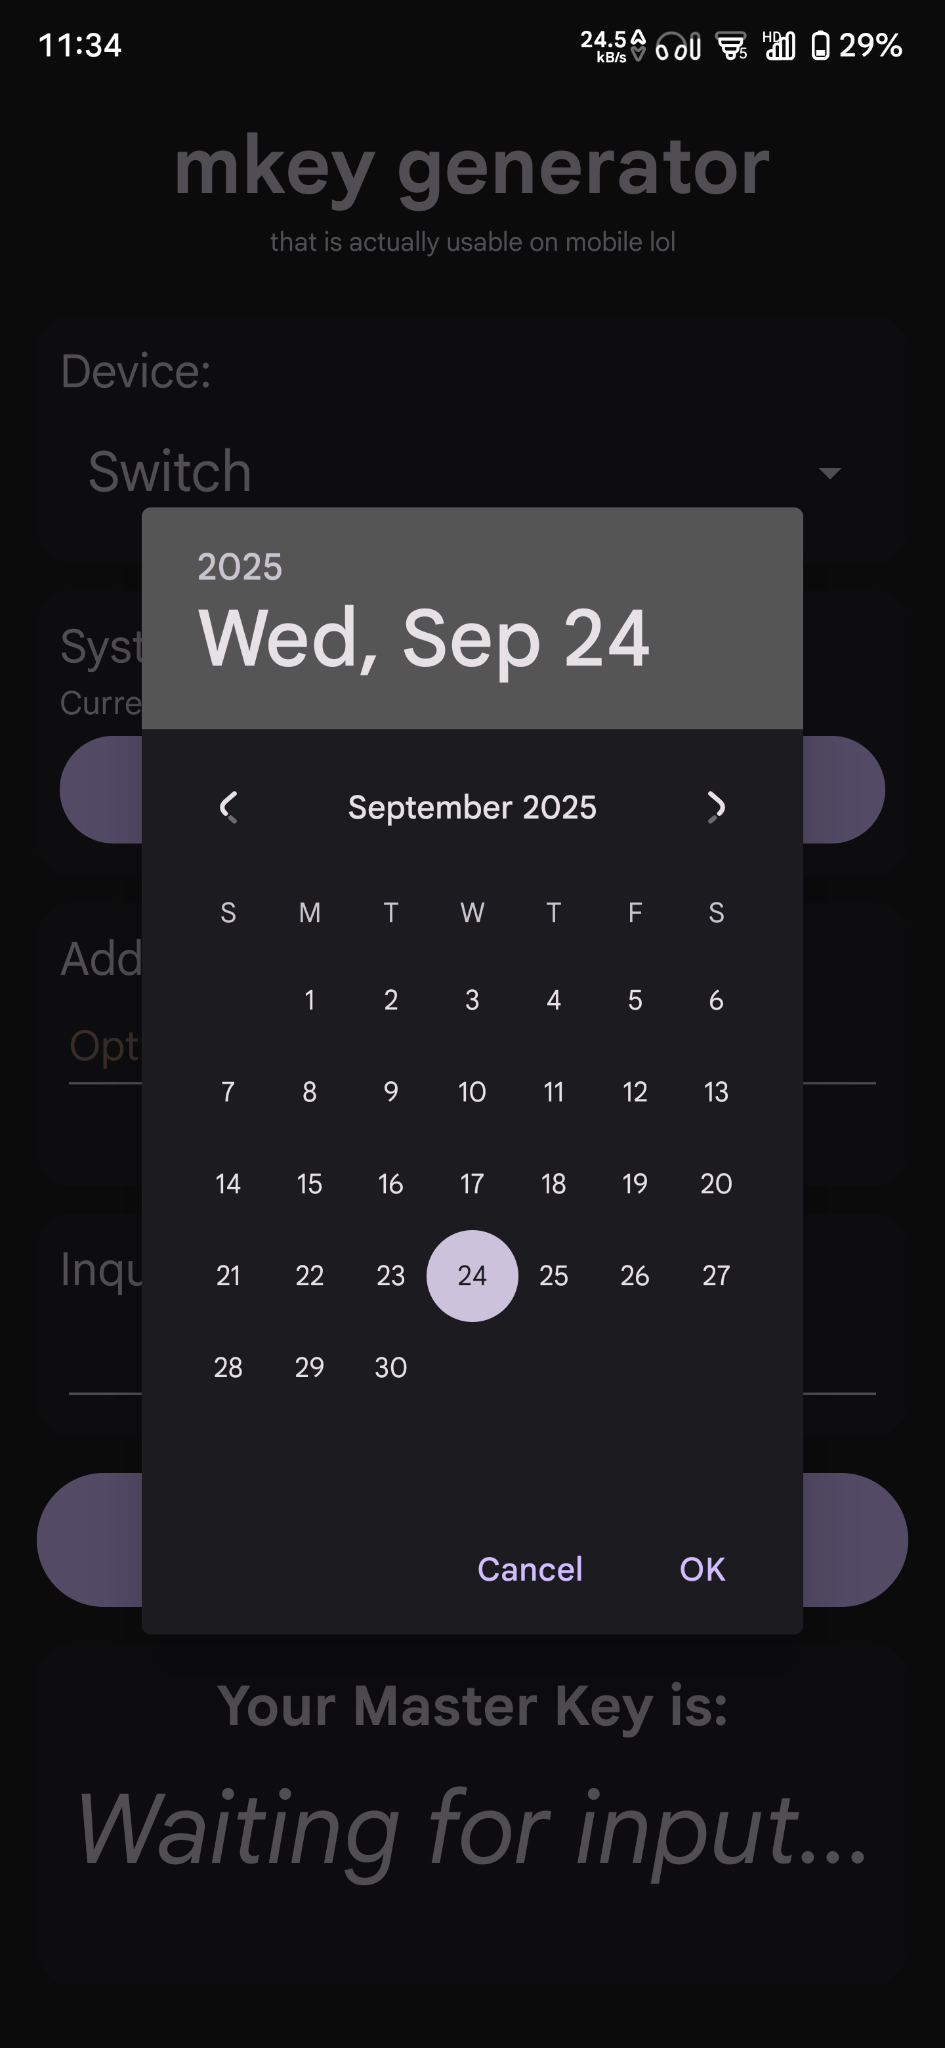 11:34
24.5 kB/s
5
HD
29%
mkey generator
that is actually usable on mobile lol
Device:
Switch
2025
Wed, Sep 24
Syst
Curre
September 2025
S M T W T F S
1 2 3 4 5 6
7 8 9 10 11 12 13
14 15 16 17 18 19 20
21 22 23 24 25 26 27
28 29 30
Add
Opt
Inqu
Cancel OK
Your Master Key is:
Waiting for input...